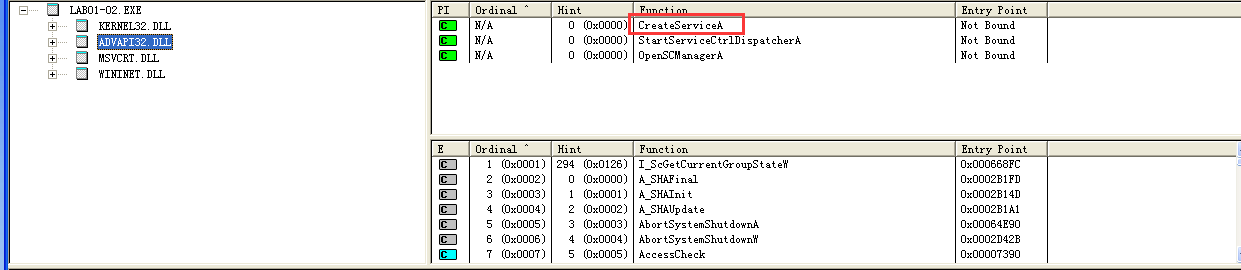 LAB01-02.EXE
KERNEL32.DLL
ADVAPI32.DLL
MSVCRT.DLL
WININET.DLL
PI Ordinal ^ Hint Function Entry Point
C N/A 0 (0x0000) CreateServiceA Not Bound
C N/A 0 (0x0000) StartServiceCtrlDispatcherA Not Bound
C N/A 0 (0x0000) OpenSCManagerA Not Bound
E Ordinal ^ Hint Function Entry Point
C 1 (0x0001) 294 (0x0126) I_ScGetCurrentGroupStateW 0x000668FC
C 2 (0x0002) 0 (0x0000) A_SHAFinal 0x0002B1FD
C 3 (0x0003) 1 (0x0001) A_SHAInit 0x0002B14D
C 4 (0x0004) 2 (0x0002) A_SHAUpdate 0x0002B1A1
C 5 (0x0005) 3 (0x0003) AbortSystemShutdownA 0x00064E90
C 6 (0x0006) 4 (0x0004) AbortSystemShutdownW 0x0002D42B
C 7 (0x0007) 5 (0x0005) AccessCheck 0x00007390